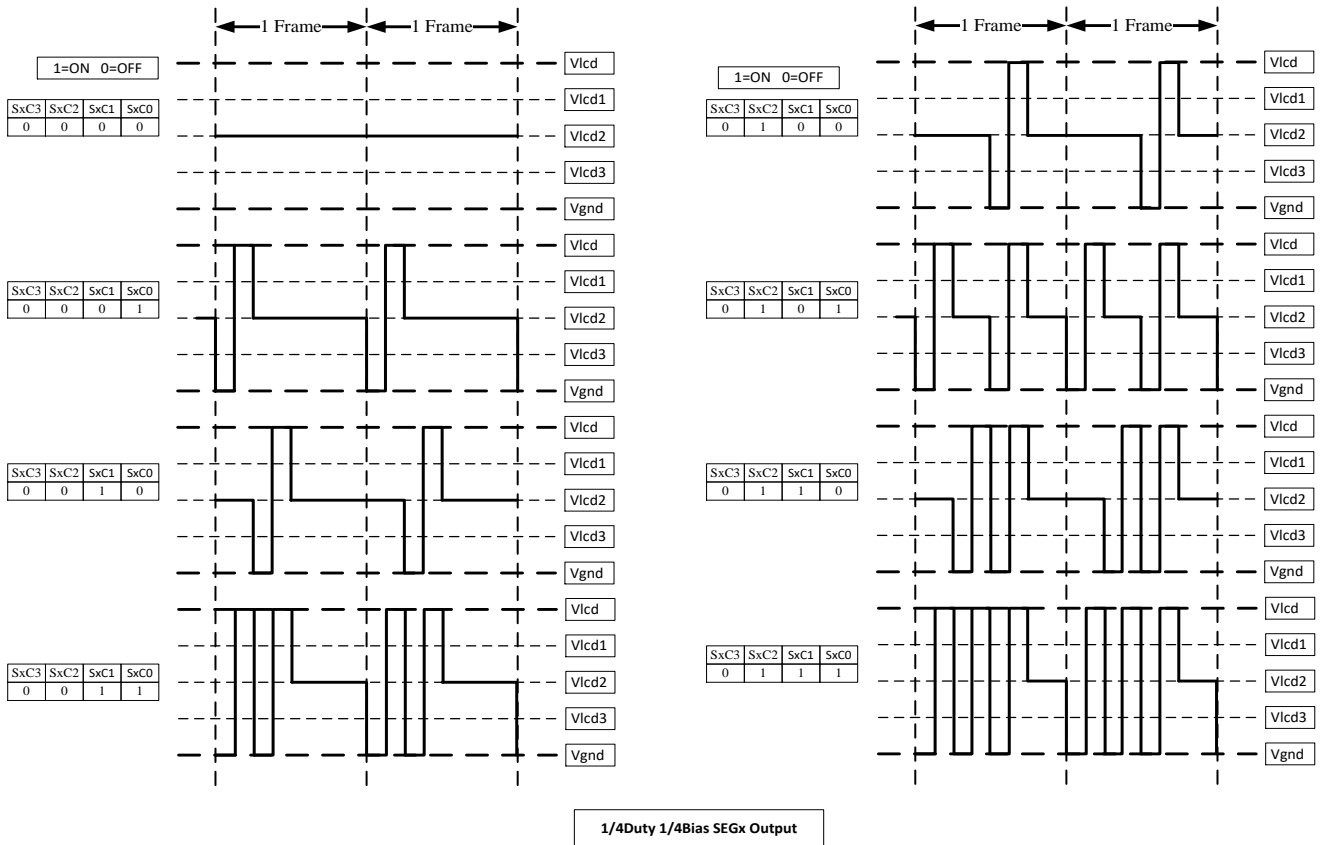 1 Frame 1 Frame
1=ON 0=OFF
Vlcd
Vlcd1
SxC3 SxC2 SxC1 SxC0
0 0 0 0
Vlcd2
Vlcd3
Vgnd
Vlcd
Vlcd1
SxC3 SxC2 SxC1 SxC0
0 0 0 1
Vlcd2
Vlcd3
Vgnd
Vlcd
Vlcd1
SxC3 SxC2 SxC1 SxC0
0 0 1 0
Vlcd2
Vlcd3
Vgnd
Vlcd
Vlcd1
SxC3 SxC2 SxC1 SxC0
0 0 1 1
Vlcd2
Vlcd3
Vgnd
1 Frame 1 Frame
1=ON 0=OFF
Vlcd
Vlcd1
SxC3 SxC2 SxC1 SxC0
0 1 0 0
Vlcd2
Vlcd3
Vgnd
Vlcd
Vlcd1
SxC3 SxC2 SxC1 SxC0
0 1 0 1
Vlcd2
Vlcd3
Vgnd
Vlcd
Vlcd1
SxC3 SxC2 SxC1 SxC0
0 1 1 0
Vlcd2
Vlcd3
Vgnd
Vlcd
Vlcd1
SxC3 SxC2 SxC1 SxC0
0 1 1 1
Vlcd2
Vlcd3
Vgnd
1/4Duty 1/4Bias SEGx Output